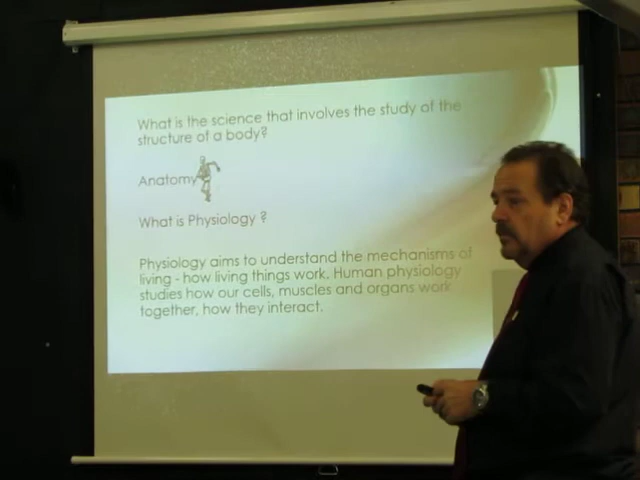 What is the science that involves the study of the
structure of a body?
Anatomy
What is Physiology ?
Physiology aims to understand the mechanisms of
living - how living things work. Human physiology
studies how our cells, muscles and organs work
together, how they interact.